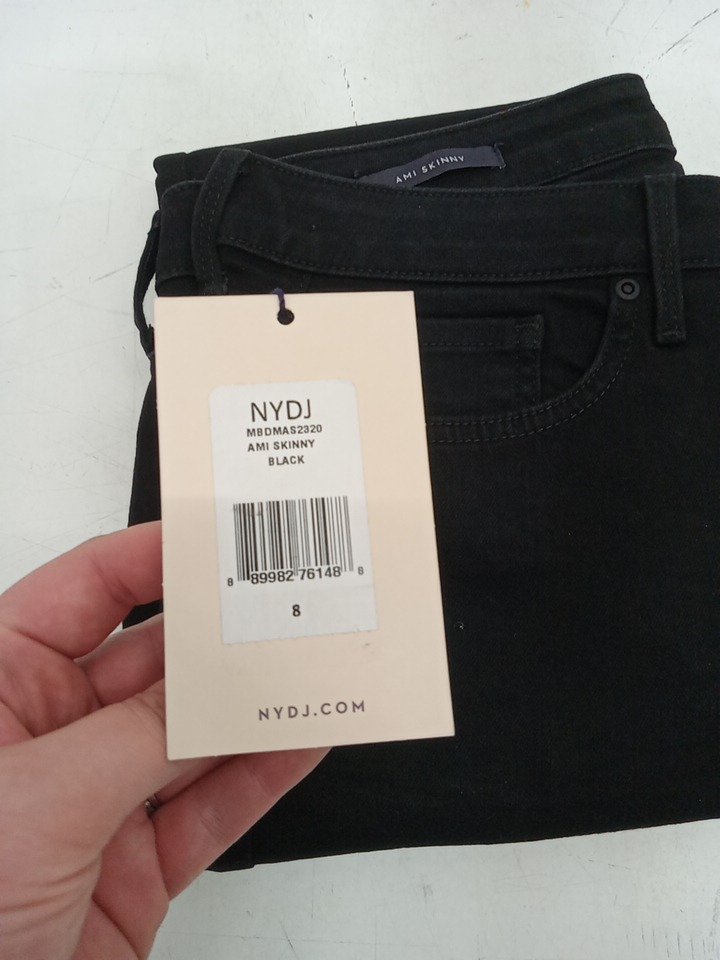 AMI SKINNY
NYDJ
MBDMAS2320
AMI SKINNY
BLACK
8 89982 76148 8
8
NYDJ.COM